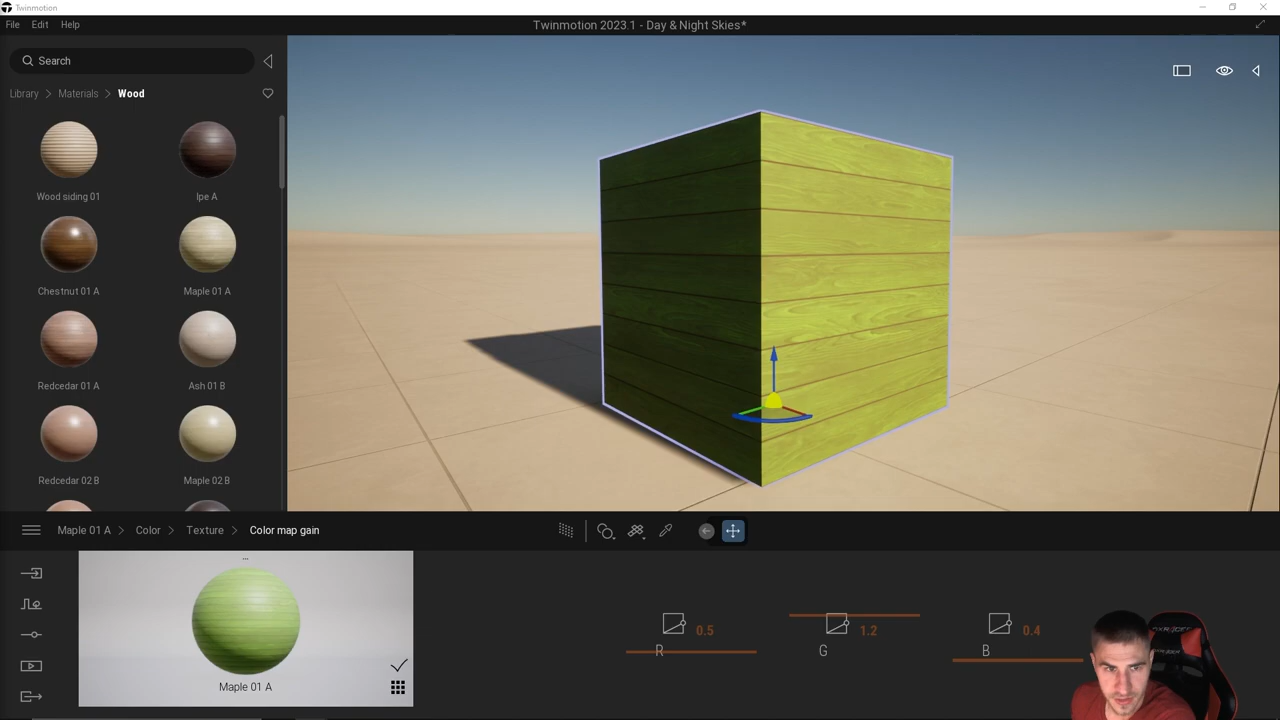 Twinmotion
File Edit Help
Twinmotion 2023.1 - Day & Night Skies*
Search
Library > Materials > Wood
Wood siding 01
Ipe A
Chestnut 01 A
Maple 01 A
Redcedar 01 A
Ash 01 B
Redcedar 02 B
Maple 02 B
Maple 01 A > Color > Texture > Color map gain
...
Maple 01 A
0.5
R
1.2
G
0.4
B